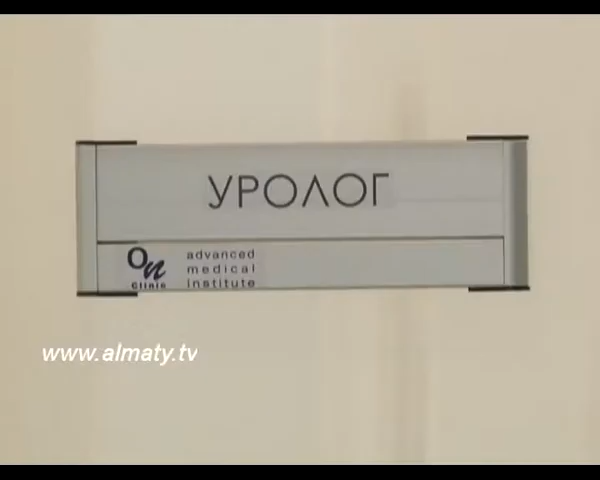 УРОЛОГ
On
Clinic
advanced
medical
institute
www.almaty.tv